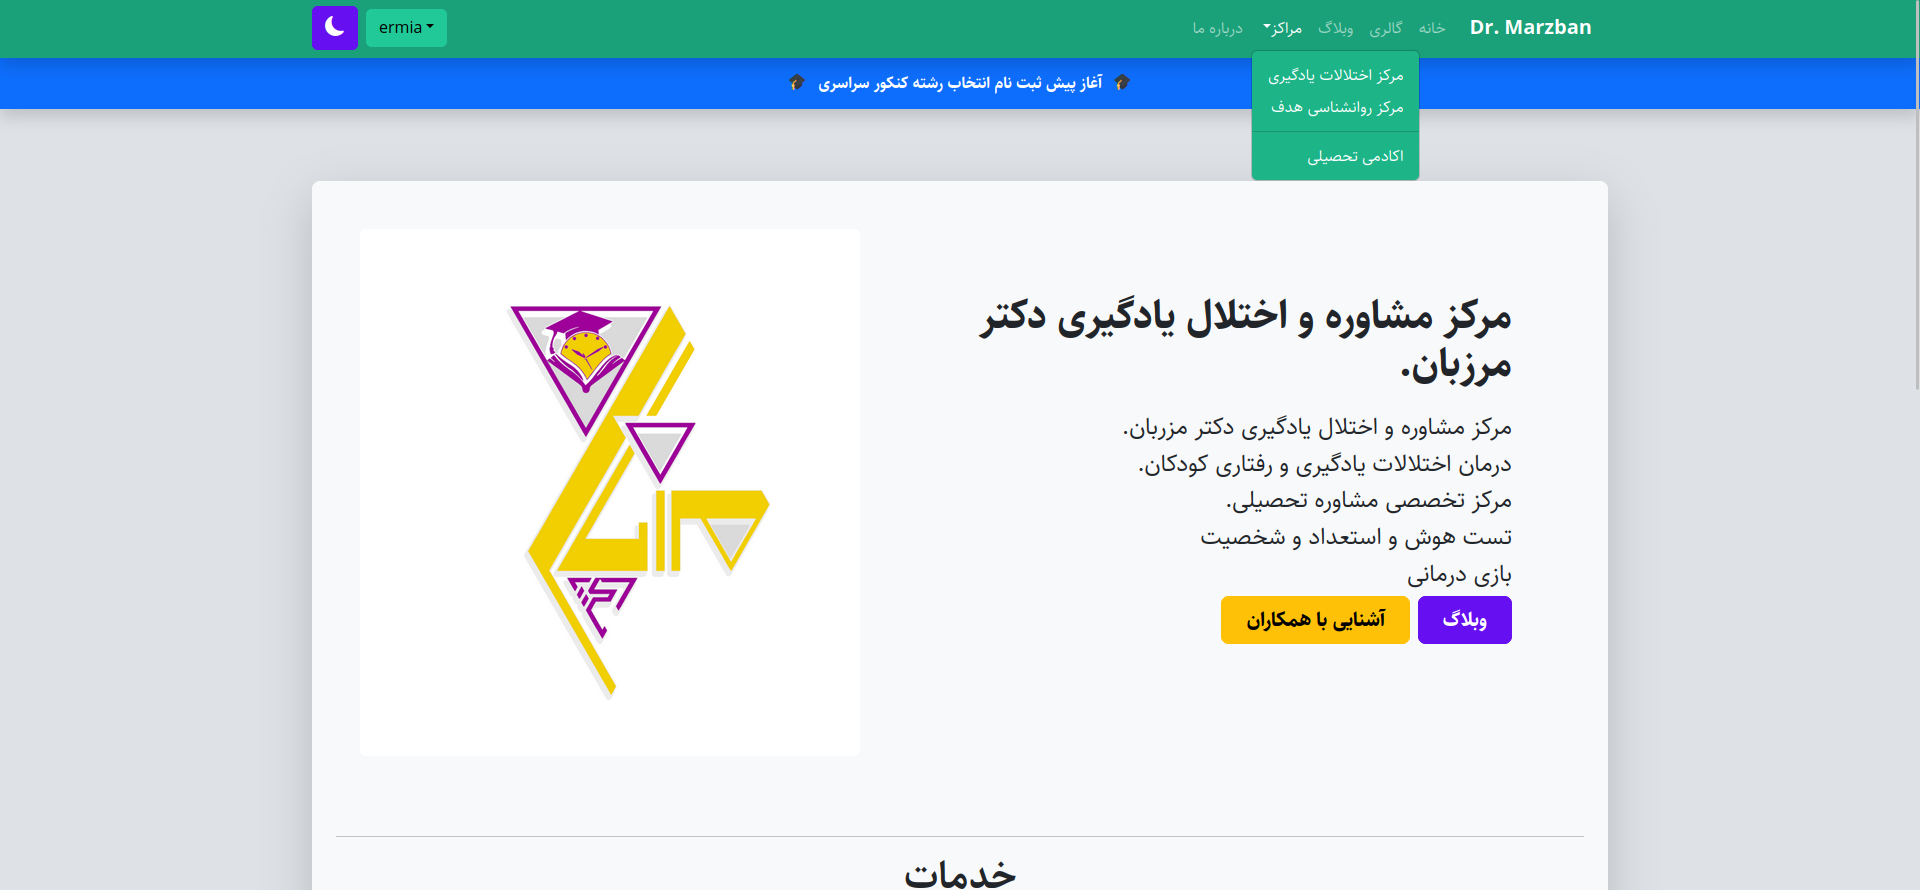 Dr. Marzban
خانه
گالری
وبلاگ
مراکز
درباره ما
ermia
مرکز اختلالات یادگیری
مرکز روانشناسی هدف
اکادمی تحصیلی
🎓 آغاز پیش ثبت نام انتخاب رشته کنکور سراسری 🎓
مرکز مشاوره و اختلال یادگیری دکتر
مرزبان.
مرکز مشاوره و اختلال یادگیری دکتر مزربان.
درمان اختلالات یادگیری و رفتاری کودکان.
مرکز تخصصی مشاوره تحصیلی.
تست هوش و استعداد و شخصیت
بازی درمانی
وبلاگ
آشنایی با همکاران
خدمات